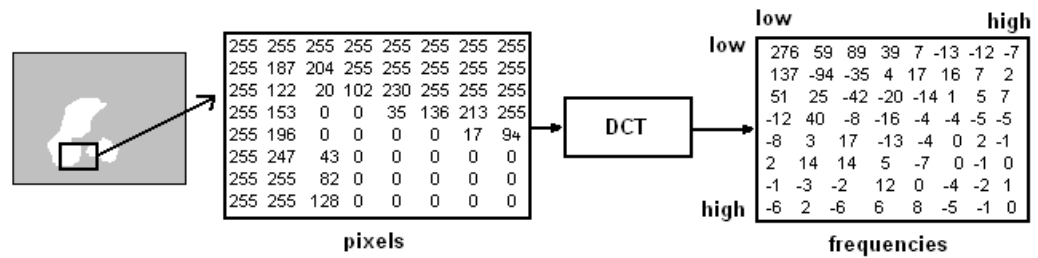 low high
low
high
255 255 255 255 255 255 255 255
255 187 204 255 255 255 255 255
255 122 20 102 230 255 255 255
255 153 0 0 35 136 213 255
255 196 0 0 0 0 17 94
255 247 43 0 0 0 0 0
255 255 82 0 0 0 0 0
255 255 128 0 0 0 0 0
pixels
DCT
276 59 89 39 7 -13 -12 -7
137 -94 -35 4 17 16 7 2
51 25 -42 -20 -14 1 5 7
-12 40 -8 -16 -4 -4 -5 -5
-8 3 17 -13 -4 0 2 -1
2 14 14 5 -7 0 -1 0
-1 -3 -2 12 0 -4 -2 1
-6 2 -6 6 8 -5 -1 0
frequencies